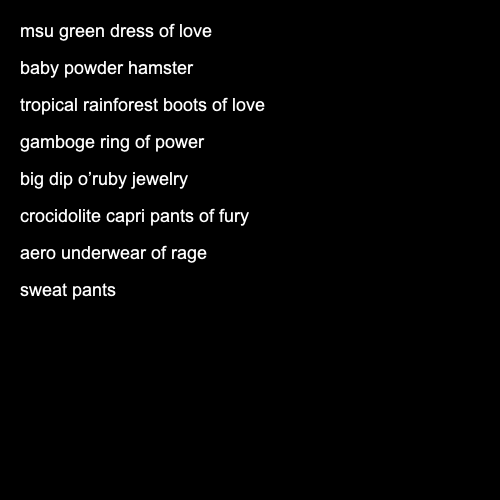 msu green dress of love
baby powder hamster
tropical rainforest boots of love
gamboge ring of power
big dip o’ruby jewelry
crocidolite capri pants of fury
aero underwear of rage
sweat pants